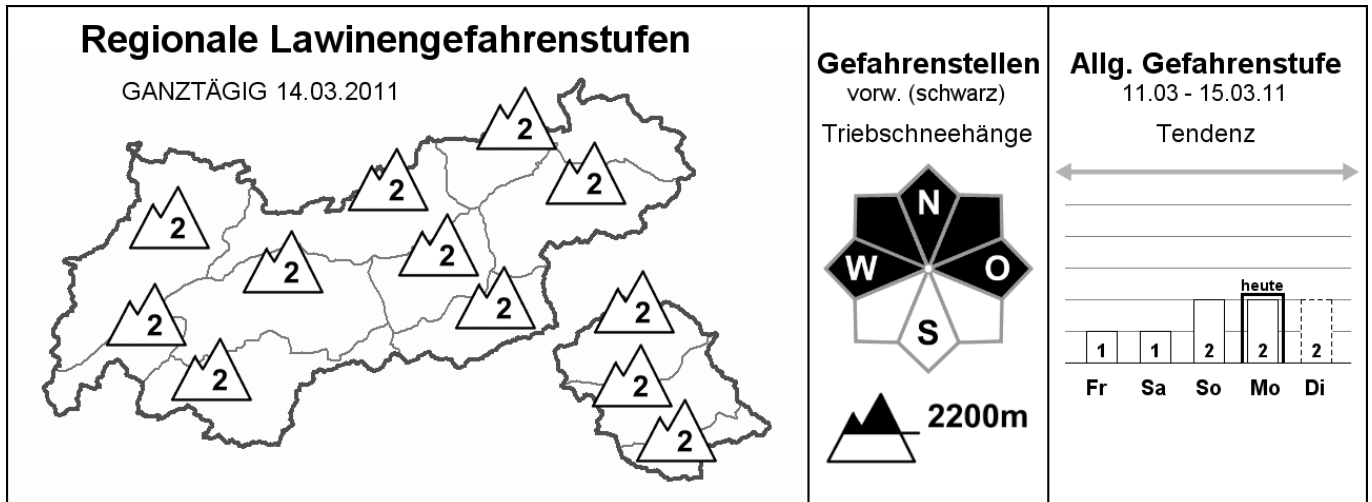 Regionale Lawinengefahrenstufen
GANZTÄGIG 14.03.2011
2
2
2
2
2
2
2
2
2
2
2
2
Gefahrenstellen
vorw. (schwarz)
Triebschneehänge
N
W O
S
2200m
Allg. Gefahrenstufe
11.03 - 15.03.11
Tendenz
heute
1 1 2 2 2
Fr Sa So Mo Di